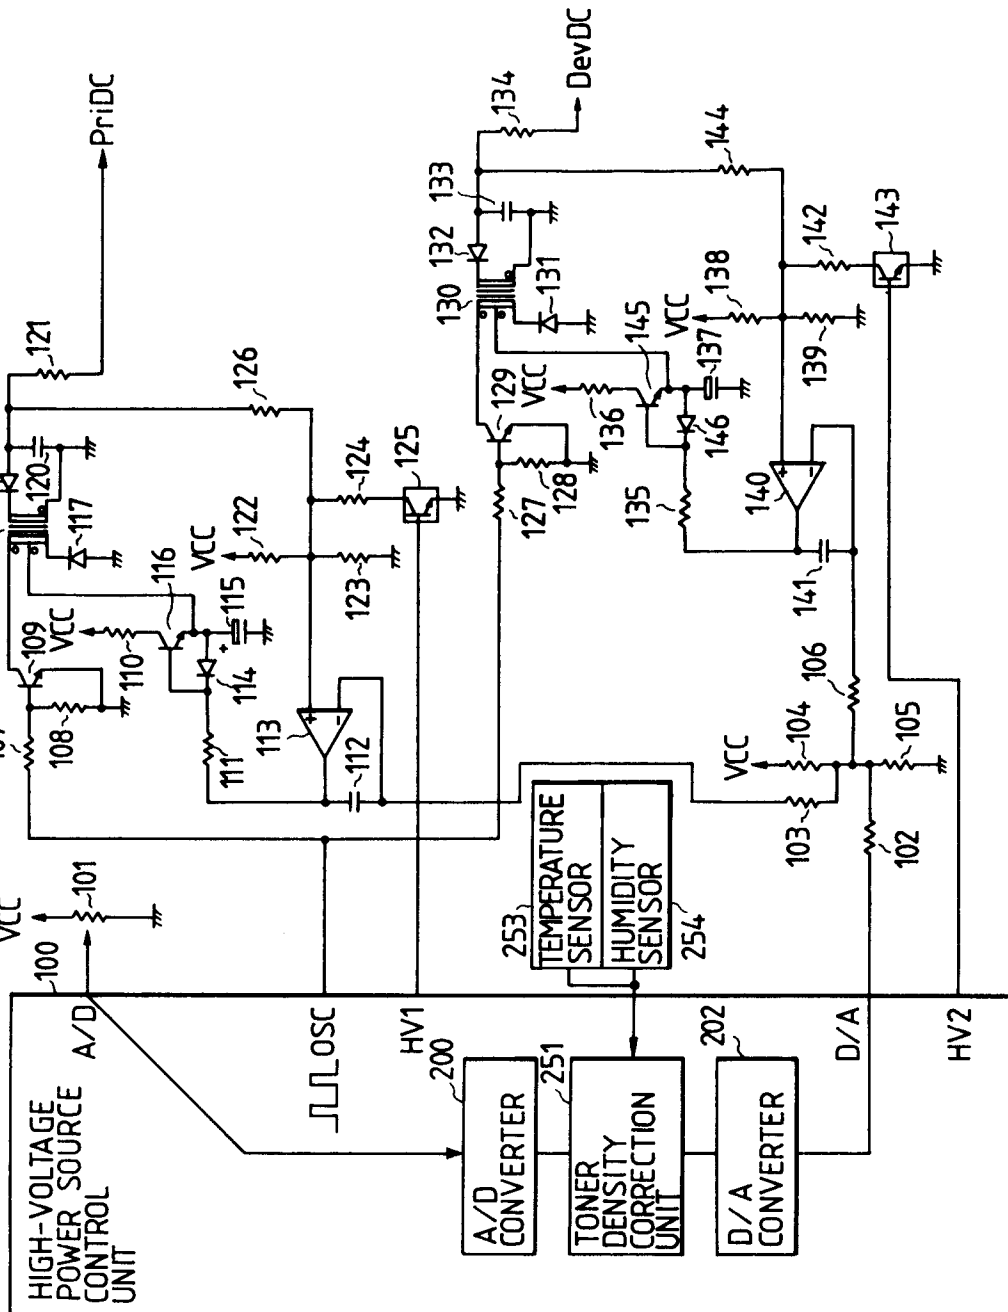 HIGH-VOLTAGE
POWER SOURCE
CONTROL
UNIT
100
A/D
OSC
HV1
D/A
HV2
200
A/D
CONVERTER
251
TONER
DENSITY
CORRECTION
UNIT
202
D/A
CONVERTER
253
TEMPERATURE
SENSOR
HUMIDITY
SENSOR
254
VCC
101
108
109
VCC
110
111
112
113
+
-
114
+
115
116
117
120
121
PriDC
VCC
122
123
124
125
126
127
128
129
130
131
132
133
134
DevDC
135
VCC
136
137
145
146
VCC
138
139
140
+
-
141
142
143
144
102
103
VCC
104
105
106